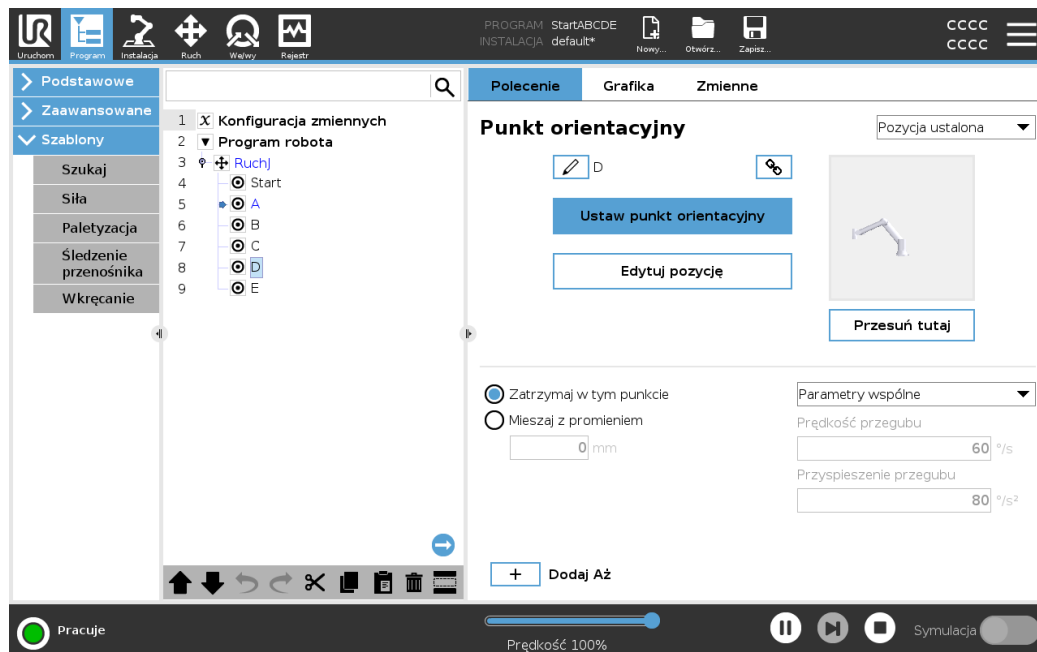 UR
PROGRAM StartABCDE
INSTALACJA default*
CCCC
CCCC
Uruchom Program Instalacja Ruch We/wy Rejestr Nowy... Otwórz... Zapisz...
Podstawowe
Zaawansowane
Szablony
Szukaj
Siła
Paletyzacja
Śledzenie
przenośnika
Wkręcanie
1 X Konfiguracja zmiennych
2 Program robota
3 RuchJ
4 Start
5 A
6 B
7 C
8 D
9 E
Polecenie Grafika Zmienne
Punkt orientacyjny Pozycja ustalona
D
Ustaw punkt orientacyjny
Edytuj pozycję
Przesuń tutaj
Zatrzymaj w tym punkcie Parametry wspólne
Mieszaj z promieniem Prędkość przegubu
0 mm 60 °/s
Przyspieszenie przegubu
80 °/s²
+ Dodaj Aż
Pracuje
Prędkość 100%
Symulacja